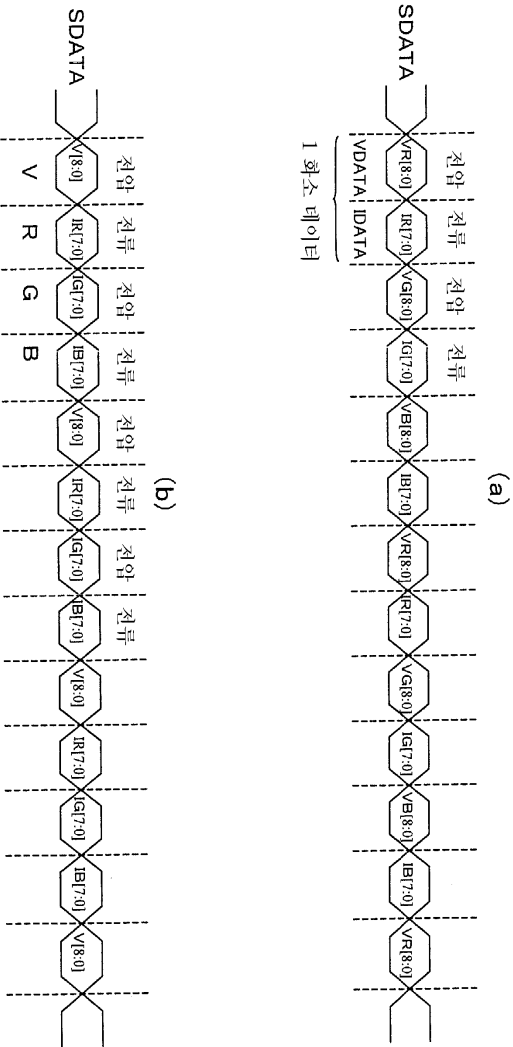 (a)
전압 전류 전압 전류
SDATA VR[8:0] IR[7:0] VG[8:0] IG[7:0] VB[8:0] IB[7:0] VR[8:0] IR[7:0] VG[8:0] IG[7:0] VB[8:0] IB[7:0] VR[8:0]
VDATA IDATA
1 화소 데이터
(b)
전압 전류 전압 전류 전압 전류 전압 전류
SDATA V[8:0] IR[7:0] IG[7:0] IB[7:0] V[8:0] IR[7:0] IG[7:0] IB[7:0] V[8:0] IR[7:0] IG[7:0] IB[7:0] V[8:0]
V R G B